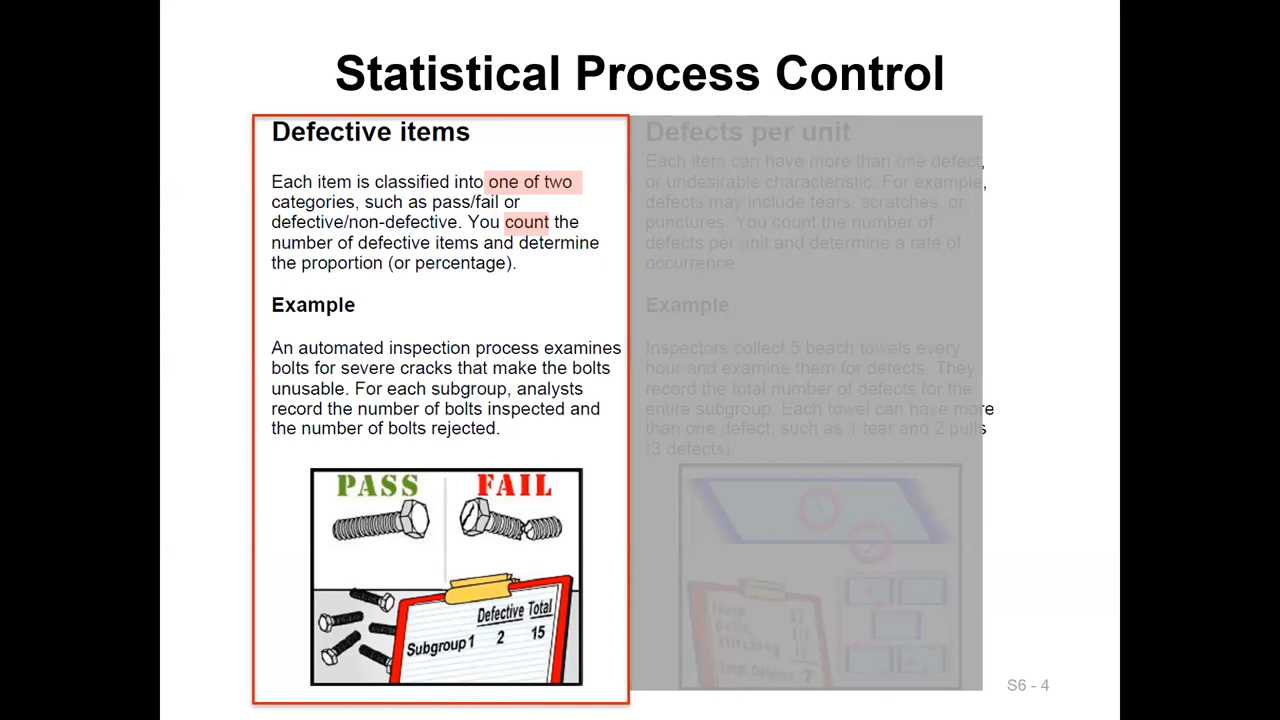 Statistical Process Control
Defective items
Each item is classified into one of two
categories, such as pass/fail or
defective/non-defective. You count the
number of defective items and determine
the proportion (or percentage).
Example
An automated inspection process examines
bolts for severe cracks that make the bolts
unusable. For each subgroup, analysts
record the number of bolts inspected and
the number of bolts rejected.
PASS
FAIL
Defective Total
Subgroup 1 2 15
Defects per unit
Each item can have more than one defect,
or undesirable characteristic. For example,
defects may include tears, scratches, or
punctures. You count the number of
defects per unit and determine a rate of
occurrence.
Example
Inspectors collect 5 beach towels every
hour and examine them for defects. They
record the total number of defects for the
entire subgroup. Each towel can have more
than one defect, such as 1 tear and 2 pulls
(3 defects)
tears
pulls
stitching
Total Defects 7
S6 - 4